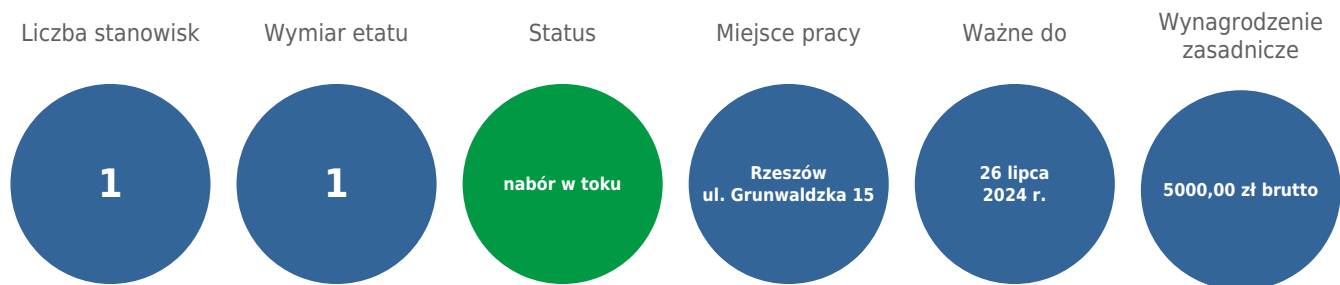 Liczba stanowisk
1
Wymiar etatu
1
Status
nabór w toku
Miejsce pracy
Rzeszów
ul. Grunwaldzka 15
Ważne do
26 lipca
2024 r.
Wynagrodzenie
zasadnicze
5000,00 zł brutto